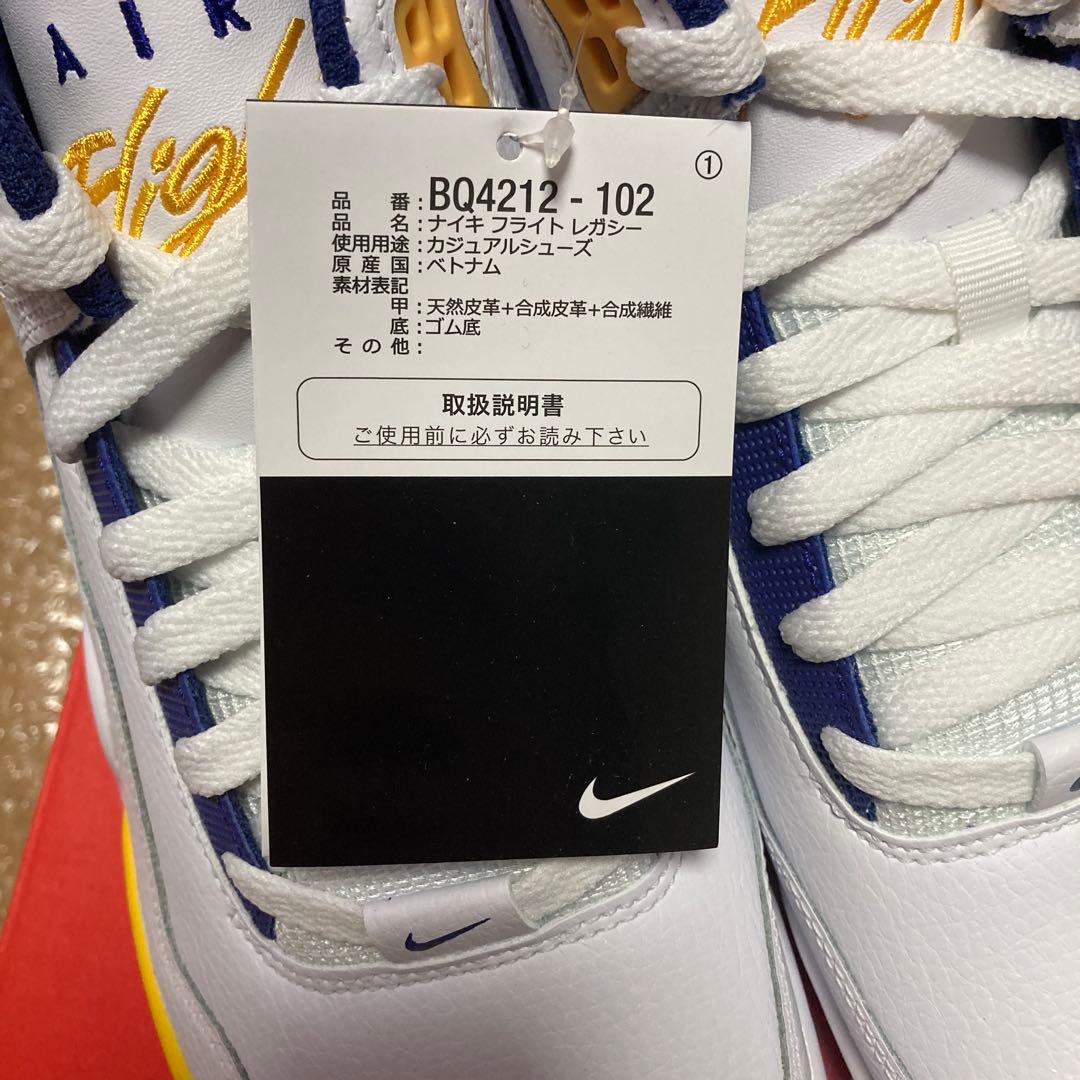 AIR
Flight
①
品番:BQ4212-102
品名:ナイキ フライト レガシー
使用用途:カジュアルシューズ
原産国:ベトナム
素材表記
甲:天然皮革+合成皮革+合成繊維
底:ゴム底
その他:
取扱説明書
ご使用前に必ずお読み下さい